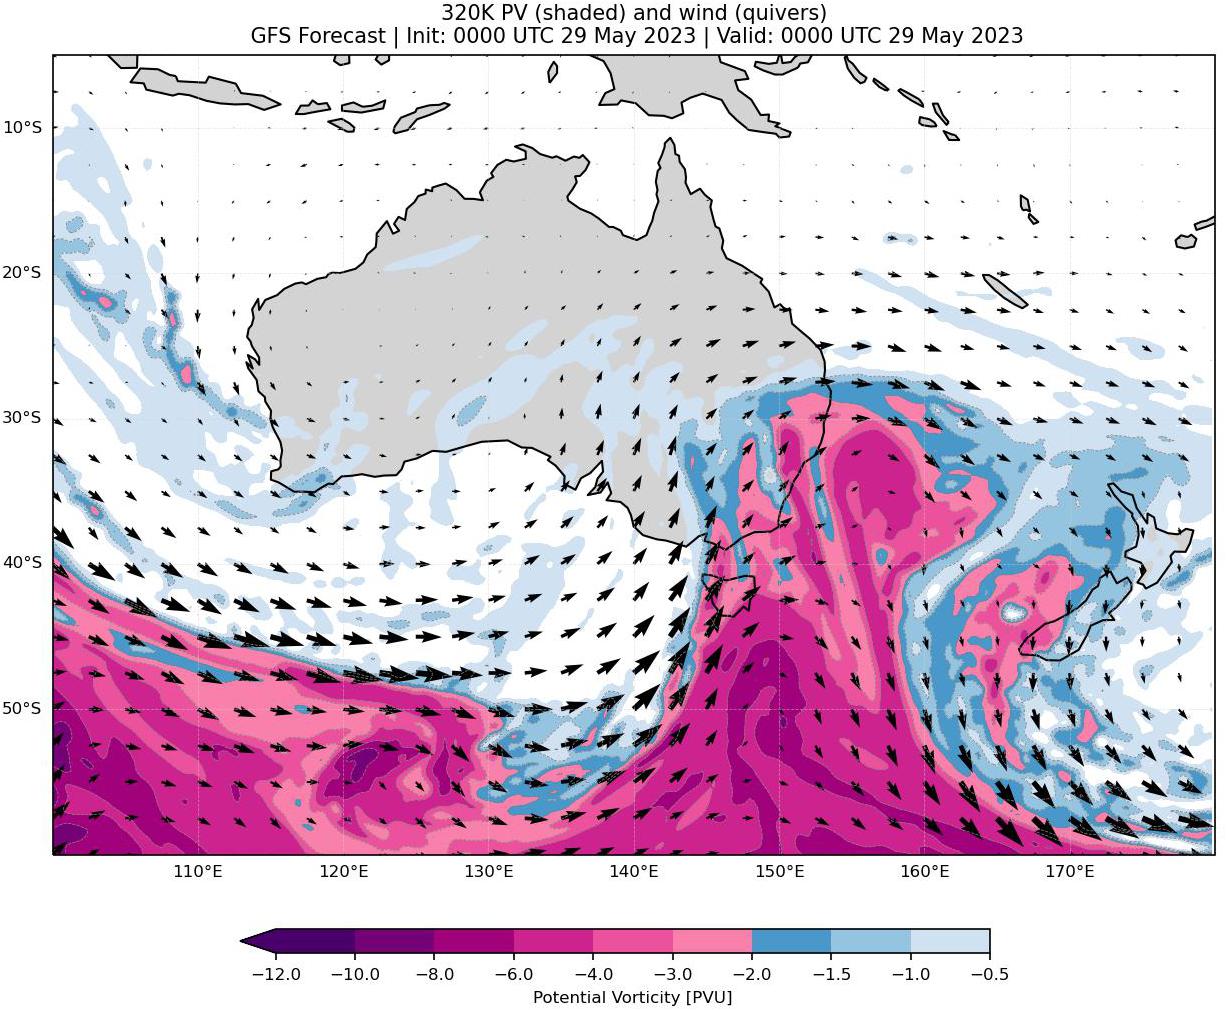 320K PV (shaded) and wind (quivers)
GFS Forecast | Init: 0000 UTC 29 May 2023 | Valid: 0000 UTC 29 May 2023
10°S
20°S
30°S
40°S
50°S
110°E 120°E 130°E 140°E 150°E 160°E 170°E
−12.0 −10.0 −8.0 −6.0 −4.0 −3.0 −2.0 −1.5 −1.0 −0.5
Potential Vorticity [PVU]